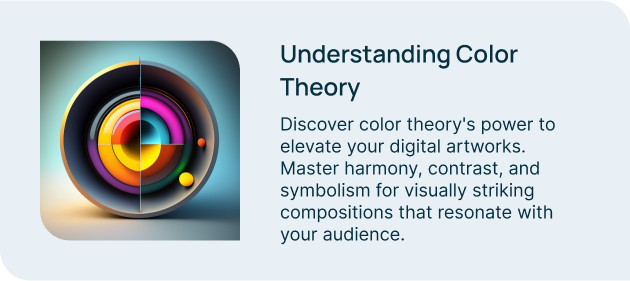 Understanding Color
Theory
Discover color theory's power to
elevate your digital artworks.
Master harmony, contrast, and
symbolism for visually striking
compositions that resonate with
your audience.